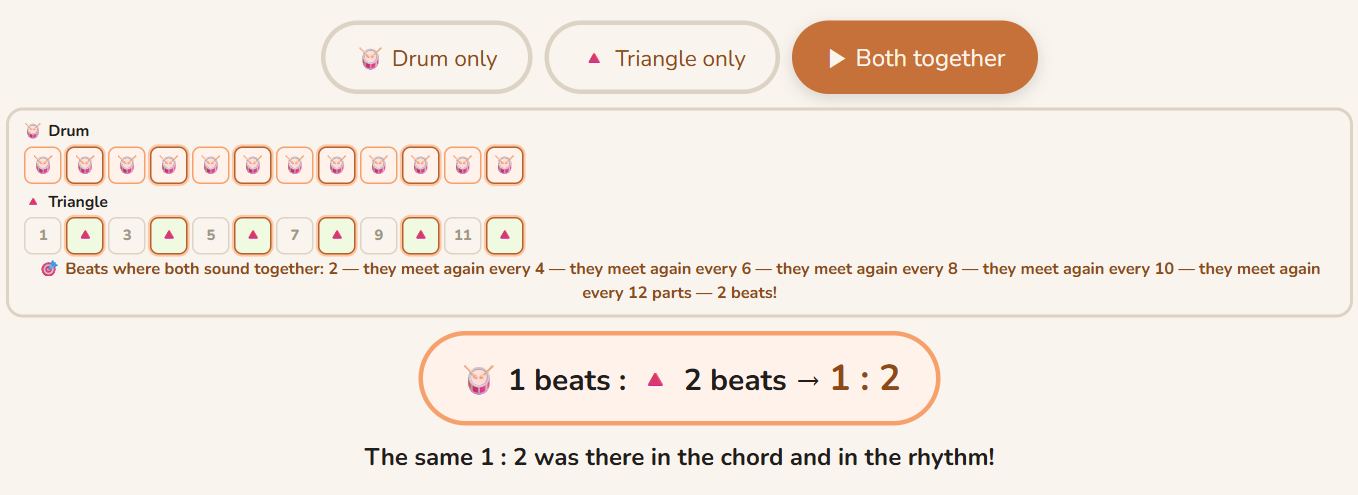 Drum only
Triangle only
Both together
Drum
Triangle
1 3 5 7 9 11
Beats where both sound together: 2 — they meet again every 4 — they meet again every 6 — they meet again every 8 — they meet again every 10 — they meet again
every 12 parts — 2 beats!
1 beats : 2 beats → 1 : 2
The same 1 : 2 was there in the chord and in the rhythm!